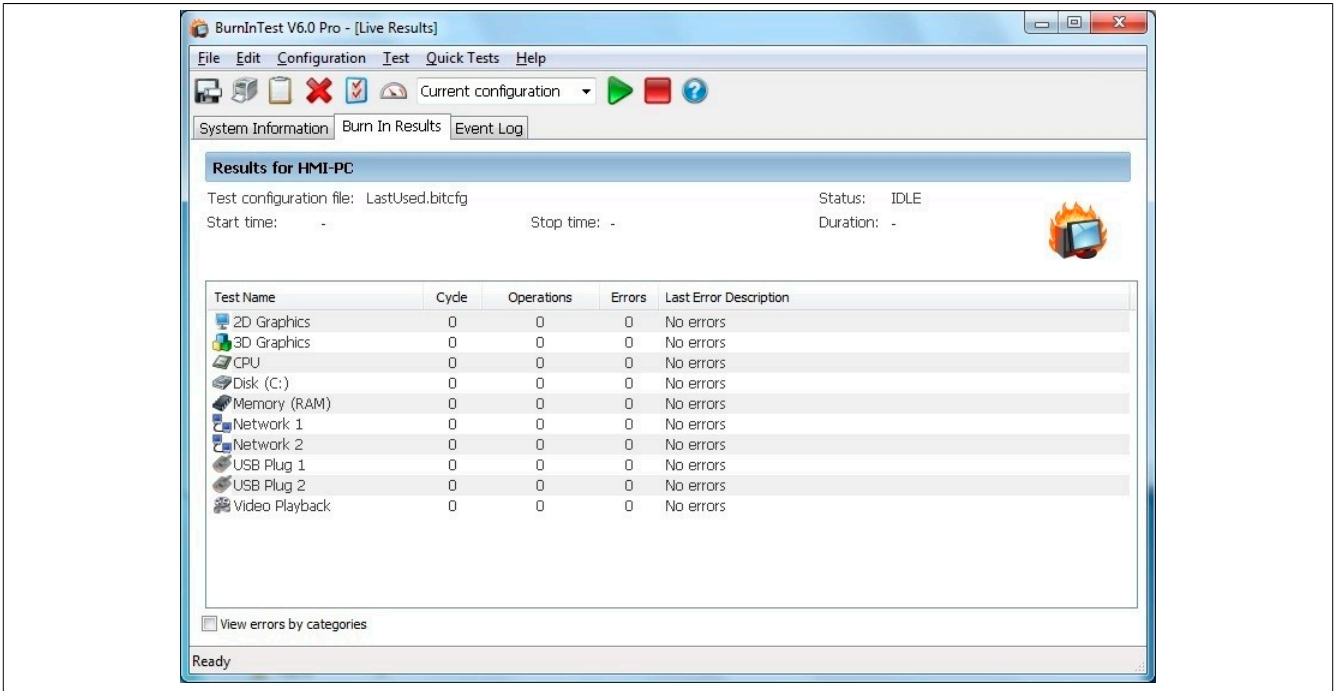 BurnInTest V6.0 Pro - [Live Results]
File Edit Configuration Test Quick Tests Help
Current configuration
System Information Burn In Results Event Log
Results for HMI-PC
Test configuration file: LastUsed.bitcfg Status: IDLE
Start time: - Stop time: - Duration: -
Test Name Cycle Operations Errors Last Error Description
2D Graphics 0 0 0 No errors
3D Graphics 0 0 0 No errors
CPU 0 0 0 No errors
Disk (C:) 0 0 0 No errors
Memory (RAM) 0 0 0 No errors
Network 1 0 0 0 No errors
Network 2 0 0 0 No errors
USB Plug 1 0 0 0 No errors
USB Plug 2 0 0 0 No errors
Video Playback 0 0 0 No errors
View errors by categories
Ready